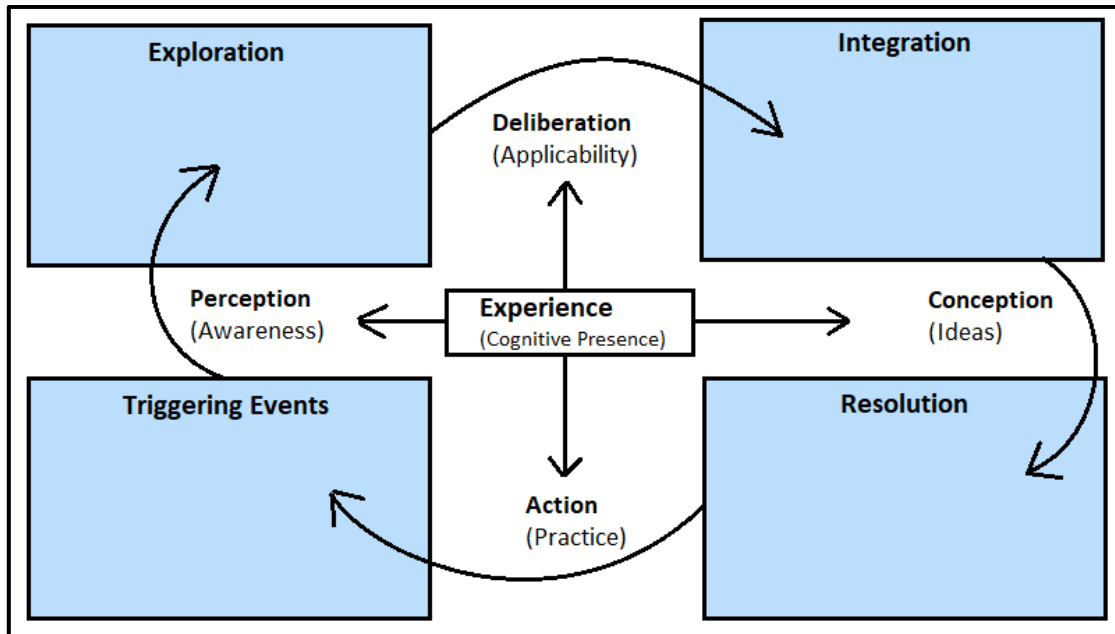 Exploration
Integration
Deliberation
(Applicability)
Perception
(Awareness)
Experience
(Cognitive Presence)
Conception
(Ideas)
Triggering Events
Resolution
Action
(Practice)